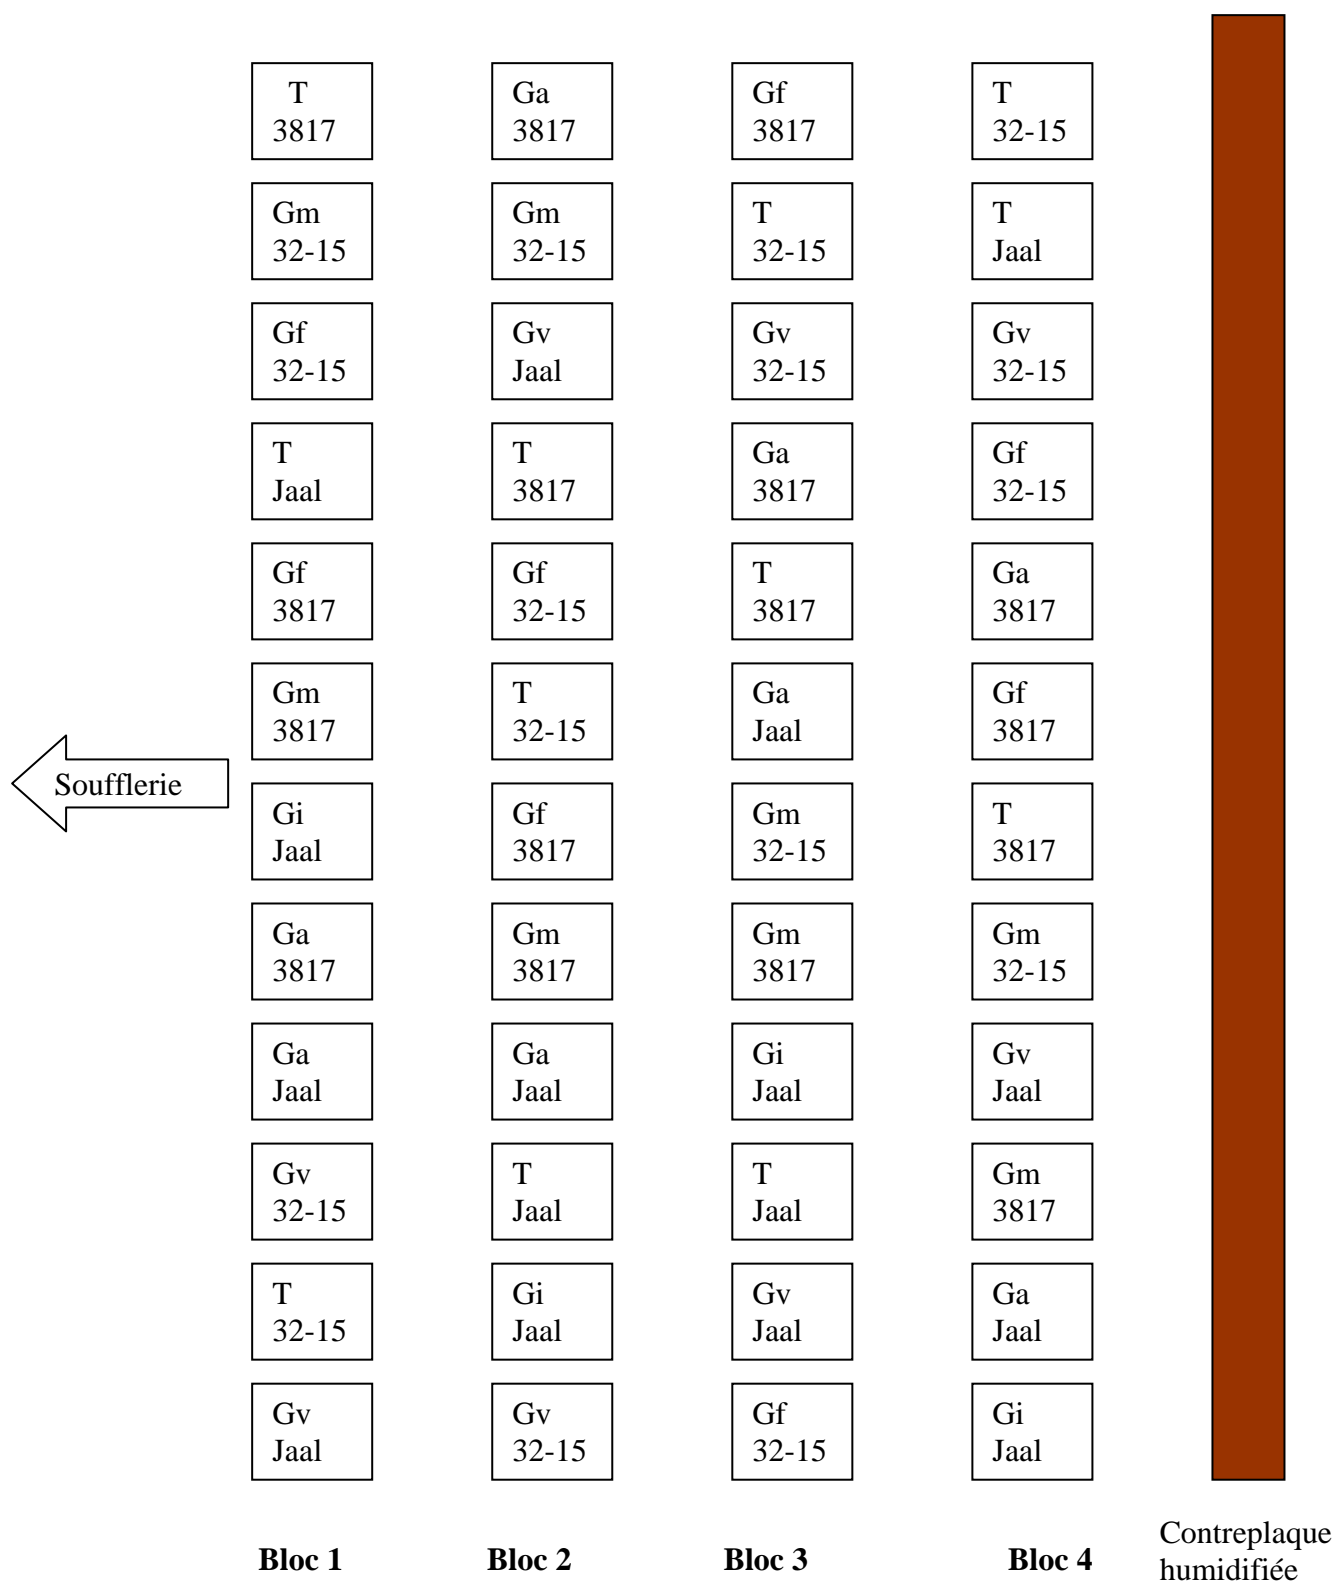 T
3817
Ga
3817
Gf
3817
T
32-15
Gm
32-15
Gm
32-15
T
32-15
T
Jaal
Gf
32-15
Gv
Jaal
Gv
32-15
Gv
32-15
T
Jaal
T
3817
Ga
3817
Gf
32-15
Gf
3817
Gf
32-15
T
3817
Ga
3817
Gm
3817
T
32-15
Ga
Jaal
Gf
3817
Soufflerie
Gi
Jaal
Gf
3817
Gm
32-15
T
3817
Ga
3817
Gm
3817
Gm
3817
Gm
32-15
Ga
Jaal
Ga
Jaal
Gi
Jaal
Gv
Jaal
Gv
32-15
T
Jaal
T
Jaal
Gm
3817
T
32-15
Gi
Jaal
Gv
Jaal
Ga
Jaal
Gv
Jaal
Gv
32-15
Gf
32-15
Gi
Jaal
Bloc 1
Bloc 2
Bloc 3
Bloc 4
Contreplaque
humidifiée